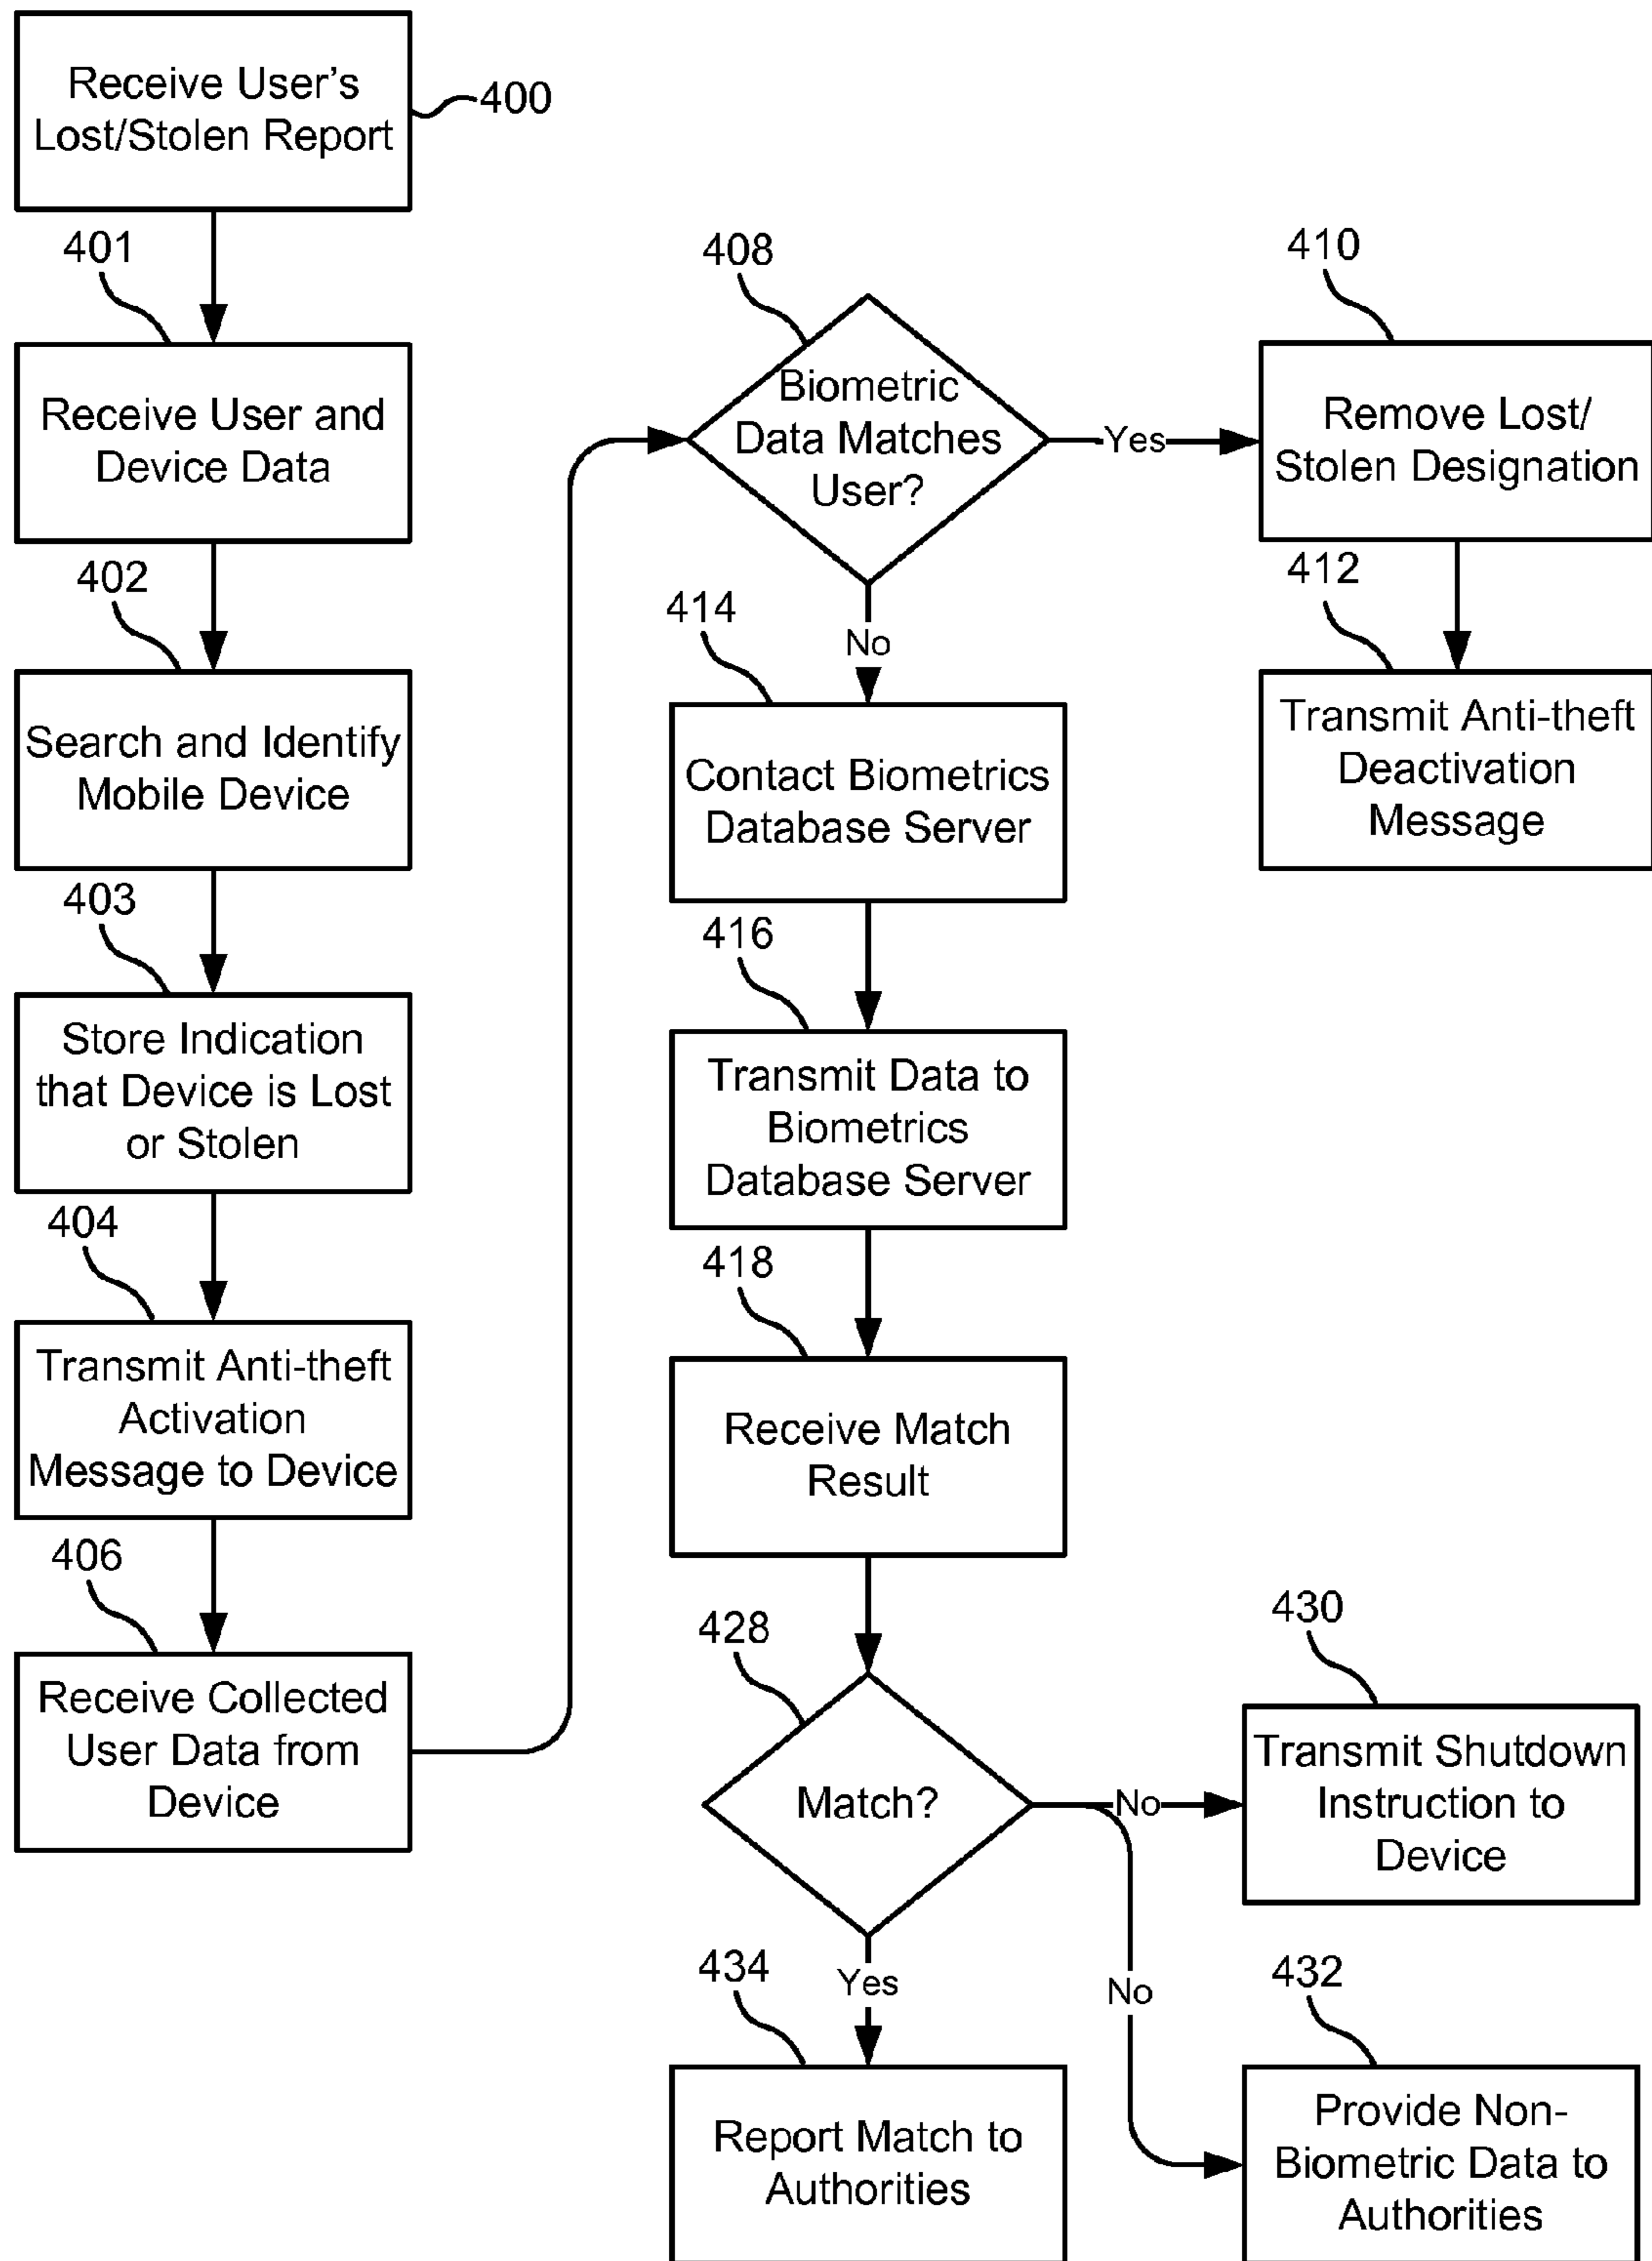 Receive User's
Lost/Stolen Report
400
401
Receive User and
Device Data
402
Search and Identify
Mobile Device
403
Store Indication
that Device is Lost
or Stolen
404
Transmit Anti-theft
Activation
Message to Device
406
Receive Collected
User Data from
Device
408
Biometric
Data Matches
User?
Yes
410
Remove Lost/
Stolen Designation
412
Transmit Anti-theft
Deactivation
Message
No
414
Contact Biometrics
Database Server
416
Transmit Data to
Biometrics
Database Server
418
Receive Match
Result
428
Match?
No
430
Transmit Shutdown
Instruction to
Device
No
432
Provide Non-
Biometric Data to
Authorities
Yes
434
Report Match to
Authorities